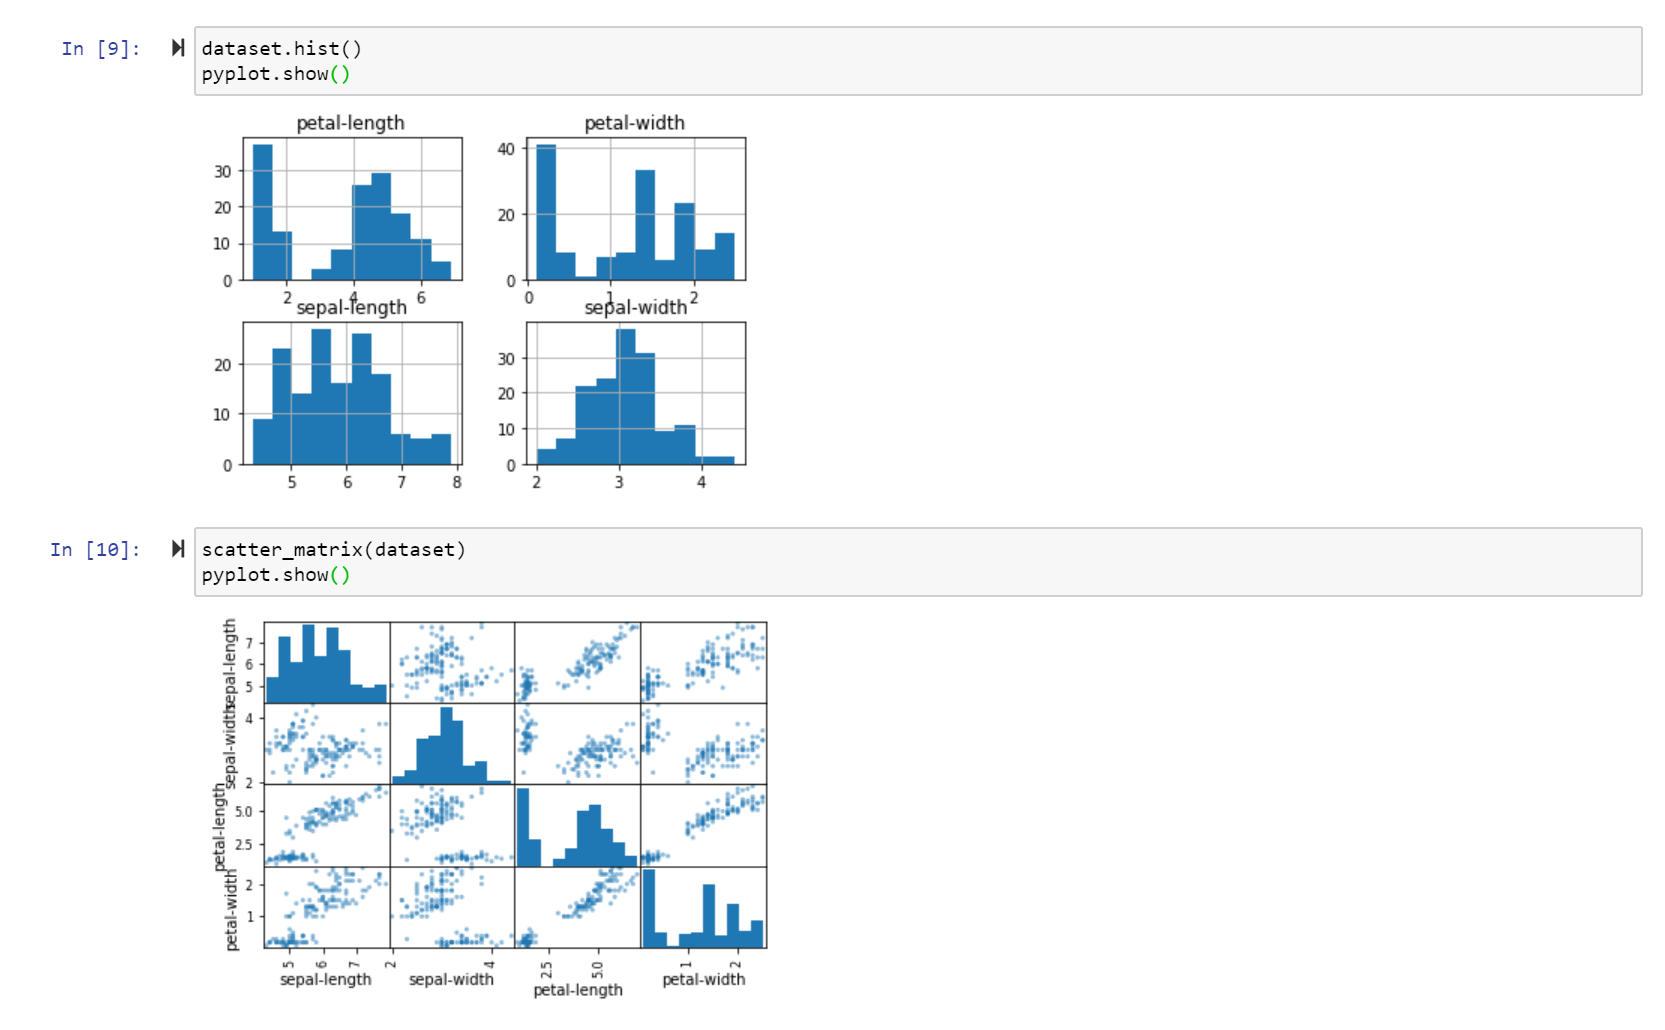 In [9]:
dataset.hist()
pyplot.show()
petal-length
petal-width
30
20
10
0
2
4
6
40
20
0
0
1
2
sepal-length
sepal-width
20
10
0
5
6
7
8
30
20
10
0
2
3
4
In [10]:
scatter_matrix(dataset)
pyplot.show()
sepal-length
7
6
5
sepal-width
4
2
petal-length
2
5.0
2.5
petal-width
2
1
5
6
7
2
4
2.5
5.0
1
2
sepal-length
sepal-width
petal-length
petal-width